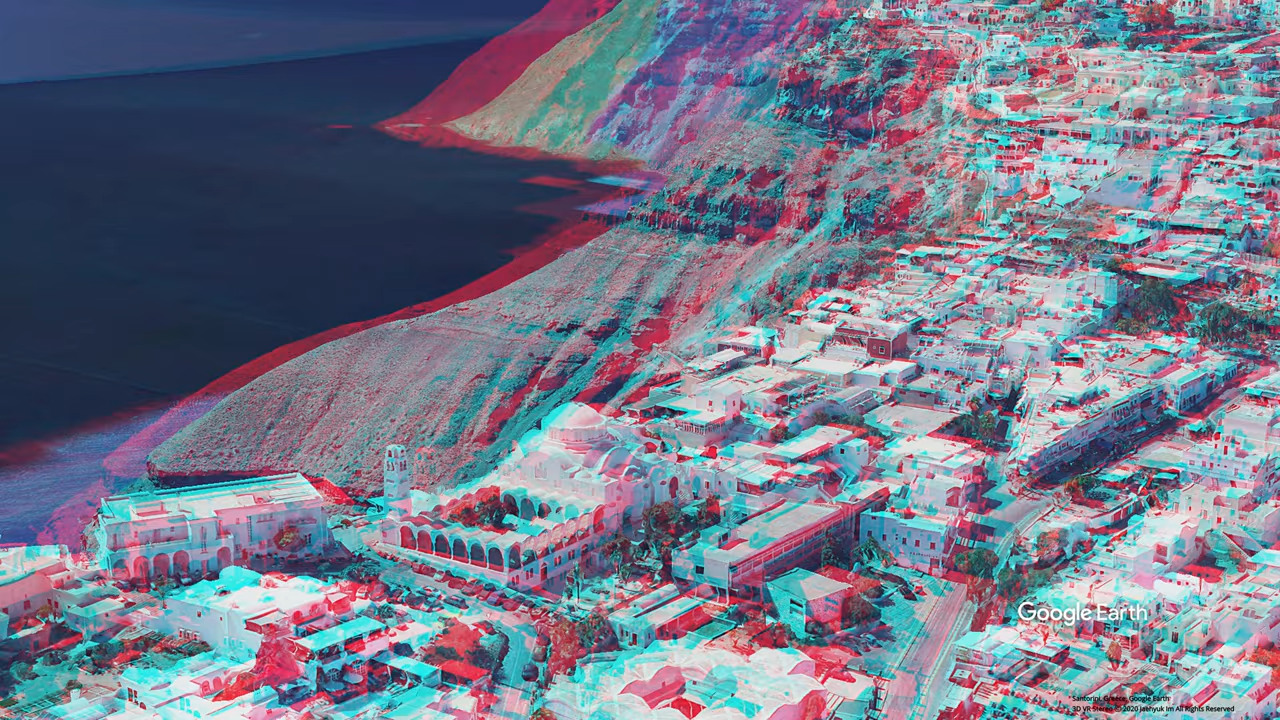 Google Earth
Santorini, Greece, Google Earth
3D VR Stereo © 2020 Jaehyuk Im All Rights Reserved